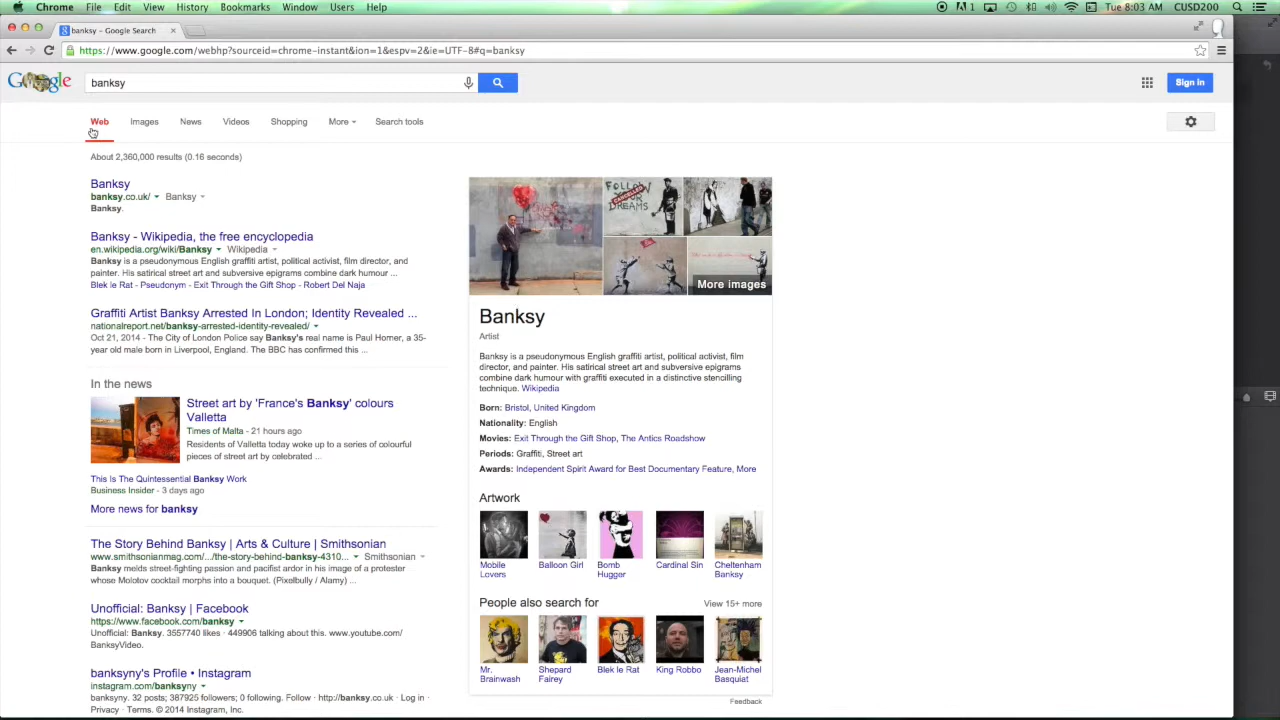 Chrome File Edit View History Bookmarks Window Users Help
1 Tue 8:03 AM CUSD200
banksy - Google Search
https://www.google.com/webhp?sourceid=chrome-instant&ion=1&espv=2&ie=UTF-8#q=banksy
Google banksy Sign in
Web Images News Videos Shopping More Search tools
About 2,360,000 results (0.16 seconds)
Banksy
banksy.co.uk/ Banksy
Banksy.
Banksy - Wikipedia, the free encyclopedia
en.wikipedia.org/wiki/Banksy Wikipedia
Banksy is a pseudonymous English graffiti artist, political activist, film director, and
painter. His satirical street art and subversive epigrams combine dark humour ...
Blek le Rat - Pseudonym - Exit Through the Gift Shop - Robert Del Naja
Graffiti Artist Banksy Arrested In London; Identity Revealed ...
nationalreport.net/banksy-arrested-identity-revealed/
Oct 21, 2014 - The City of London Police say Banksy's real name is Paul Horner, a 35-
year old male born in Liverpool, England. The BBC has confirmed this ...
In the news
Street art by 'France's Banksy' colours
Valletta
Times of Malta - 21 hours ago
Residents of Valletta today woke up to a series of colourful
pieces of street art by celebrated ...
This Is The Quintessential Banksy Work
Business Insider - 3 days ago
More news for banksy
The Story Behind Banksy | Arts & Culture | Smithsonian
www.smithsonianmag.com/.../the-story-behind-banksy-4310... Smithsonian
Banksy melds street-fighting passion and pacifist ardor in his image of a protester
whose Molotov cocktail morphs into a bouquet. (Pixelbully / Alamy) ...
Unofficial: Banksy | Facebook
https://www.facebook.com/banksy
Unofficial: Banksy. 3557740 likes · 449906 talking about this. www.youtube.com/
BanksyVideo.
banksyny's Profile • Instagram
instagram.com/banksyny
banksyny. 32 posts; 387925 followers; 0 following. Follow · http://banksy.co.uk · Log in ·
Privacy · Terms. © 2014 Instagram, Inc.
FOLLOW
YOUR
DREAMS
CANCELLED
More images
Banksy
Artist
Banksy is a pseudonymous English graffiti artist, political activist, film
director, and painter. His satirical street art and subversive epigrams
combine dark humour with graffiti executed in a distinctive stencilling
technique. Wikipedia
Born: Bristol, United Kingdom
Nationality: English
Movies: Exit Through the Gift Shop, The Antics Roadshow
Periods: Graffiti, Street art
Awards: Independent Spirit Award for Best Documentary Feature, More
Artwork
Mobile
Lovers
Balloon Girl
Bomb
Hugger
Cardinal Sin
Cheltenham
Banksy
People also search for View 15+ more
Mr.
Brainwash
Shepard
Fairey
Blek le Rat
King Robbo
Jean-Michel
Basquiat
Feedback